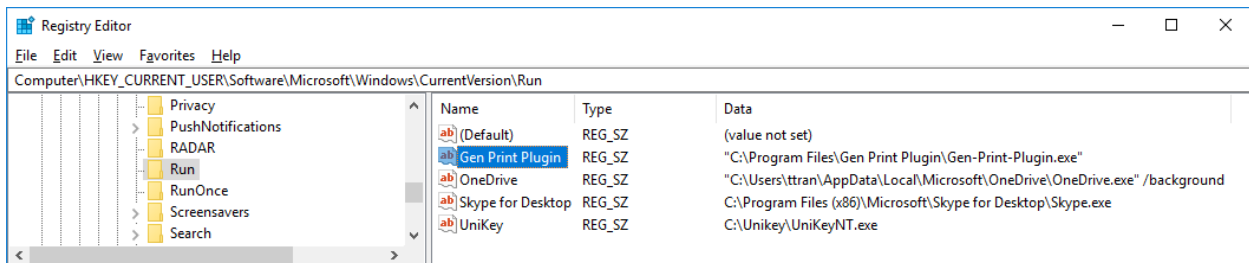 Registry Editor
File Edit View Favorites Help
Computer\HKEY_CURRENT_USER\Software\Microsoft\Windows\CurrentVersion\Run
Privacy
PushNotifications
RADAR
Run
RunOnce
Screensavers
Search
Name Type Data
(Default) REG_SZ (value not set)
Gen Print Plugin REG_SZ "C:\Program Files\Gen Print Plugin\Gen-Print-Plugin.exe"
OneDrive REG_SZ "C:\Users\ttran\AppData\Local\Microsoft\OneDrive\OneDrive.exe" /background
Skype for Desktop REG_SZ C:\Program Files (x86)\Microsoft\Skype for Desktop\Skype.exe
UniKey REG_SZ C:\Unikey\UniKeyNT.exe